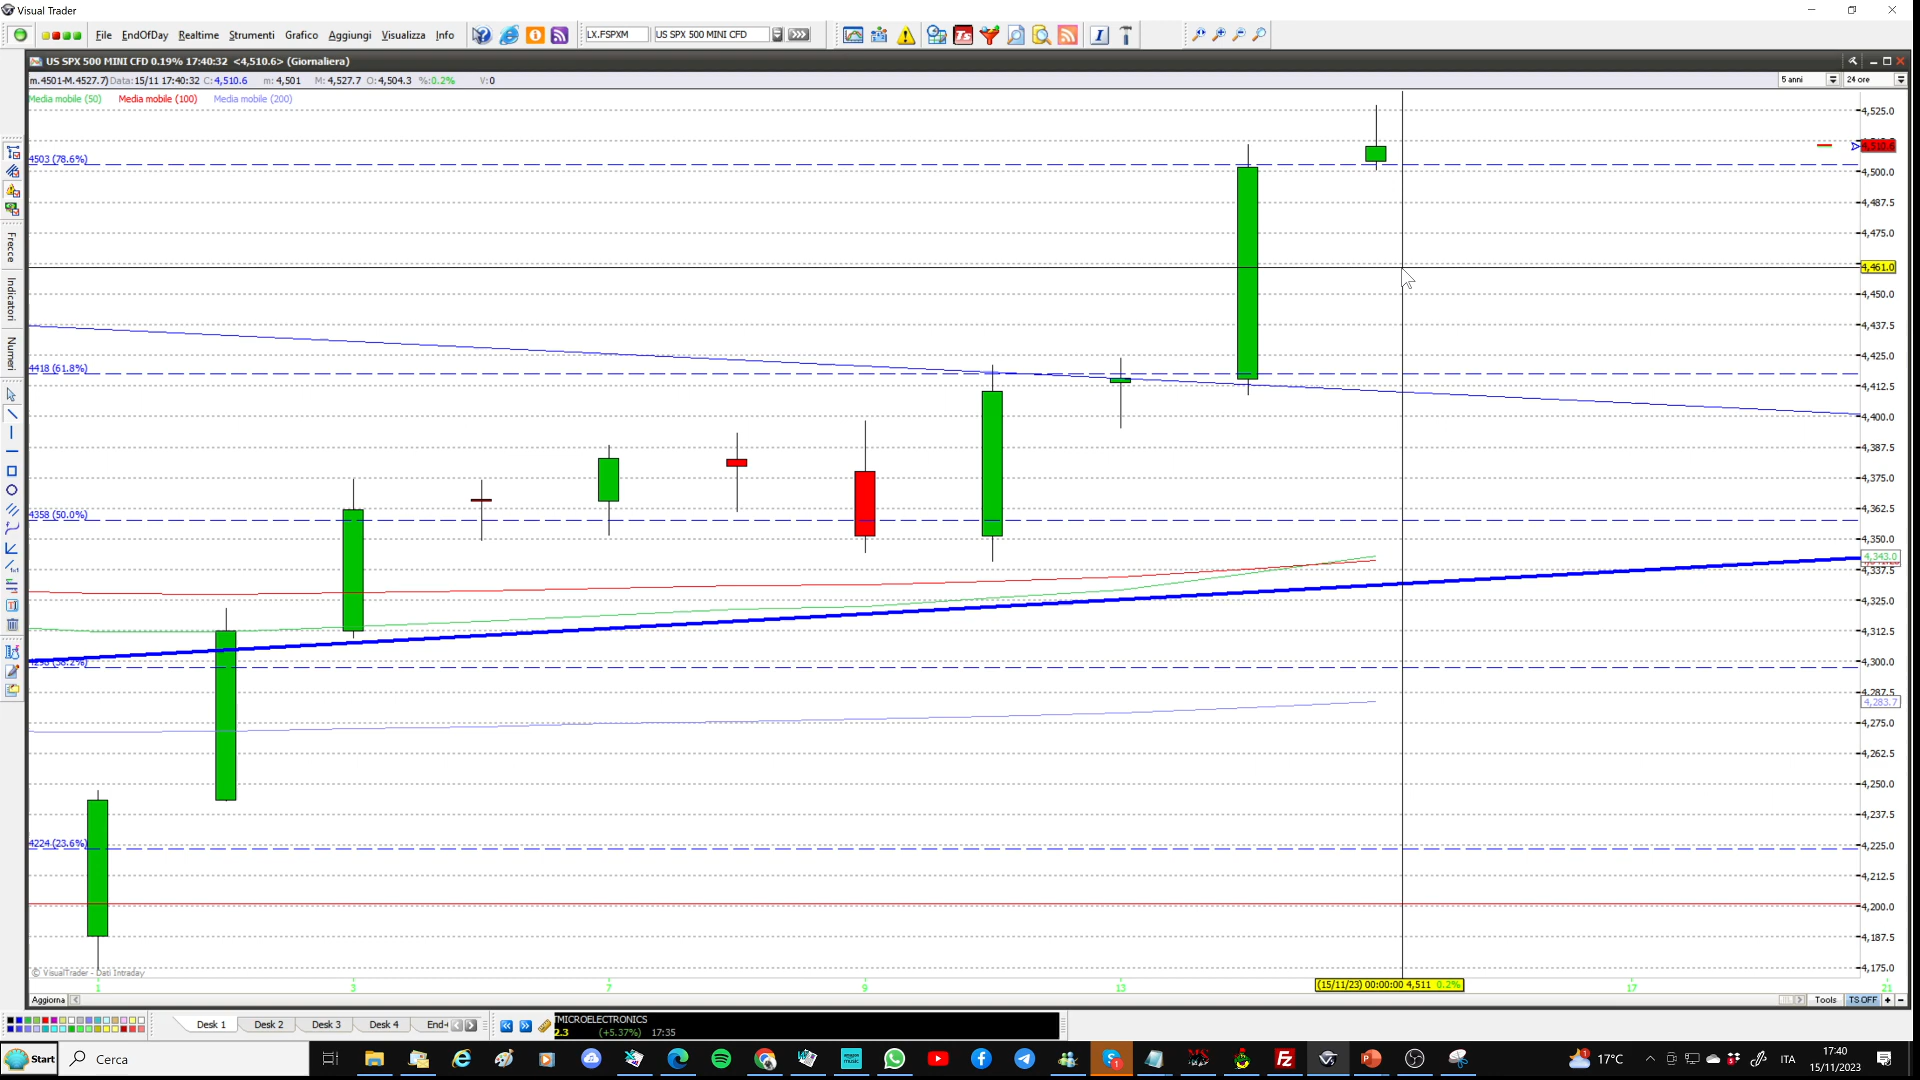 Visual Trader
File EndOfDay Realtime Strumenti Grafico Aggiungi Visualizza Info
LX.FSPXM US SPX 500 MINI CFD
US SPX 500 MINI CFD 0.19% 17:40:32 <4,510.6> (Giornaliera)
m.4501-M.4527.7) Data: 15/11 17:40:32 C: 4,510.6 m: 4,501 M: 4,527.7 O: 4,504.3 %: 0.2% V: 0
5 anni 24 ore
Media mobile (50) Media mobile (100) Media mobile (200)
4,525.0
4,510.6
4503 (78.6%)
4,500.0
4,487.5
Frecce
4,475.0
4,461.0
Indicatori
4,450.0
4,437.5
Numeri
4,425.0
4418 (61.8%)
4,412.5
4,400.0
4,387.5
4,375.0
4,362.5
4358 (50.0%)
4,350.0
4,343.0
4,337.5
4,325.0
4,312.5
4,300.0
4,287.5
4,283.7
4,275.0
4,262.5
4,250.0
4,237.5
4224 (23.6%)
4,225.0
4,212.5
4,200.0
4,187.5
© VisualTrader - Dati Intraday
4,175.0
1 3 7 9 13 17 21
(15/11/23) 00:00:00 4,511 0.2%
Aggiorna Tools TS OFF
Desk 1 Desk 2 Desk 3 Desk 4
TMICROELECTRONICS
2.3 (+5.37%) 17:35
Start Cerca 17°C ITA 17:40
15/11/2023